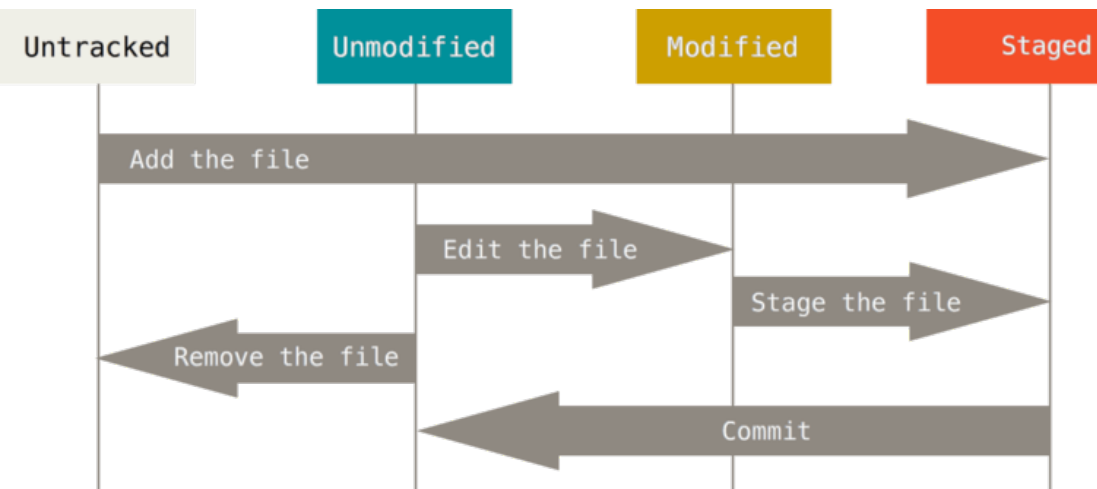 Untracked
Unmodified
Modified
Staged
Add the file
Edit the file
Stage the file
Remove the file
Commit